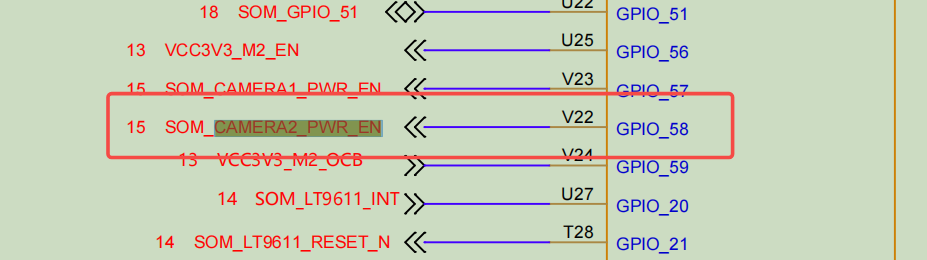 18 SOM_GPIO_51 U22 GPIO_51
13 VCC3V3_M2_EN U25 GPIO_56
15 SOM_CAMERA1_PWR_EN V23 GPIO_57
15 SOM_CAMERA2_PWR_EN V22 GPIO_58
13 VCC3V3_M2_OCB V24 GPIO_59
14 SOM_LT9611_INT U27 GPIO_20
14 SOM_LT9611_RESET_N T28 GPIO_21